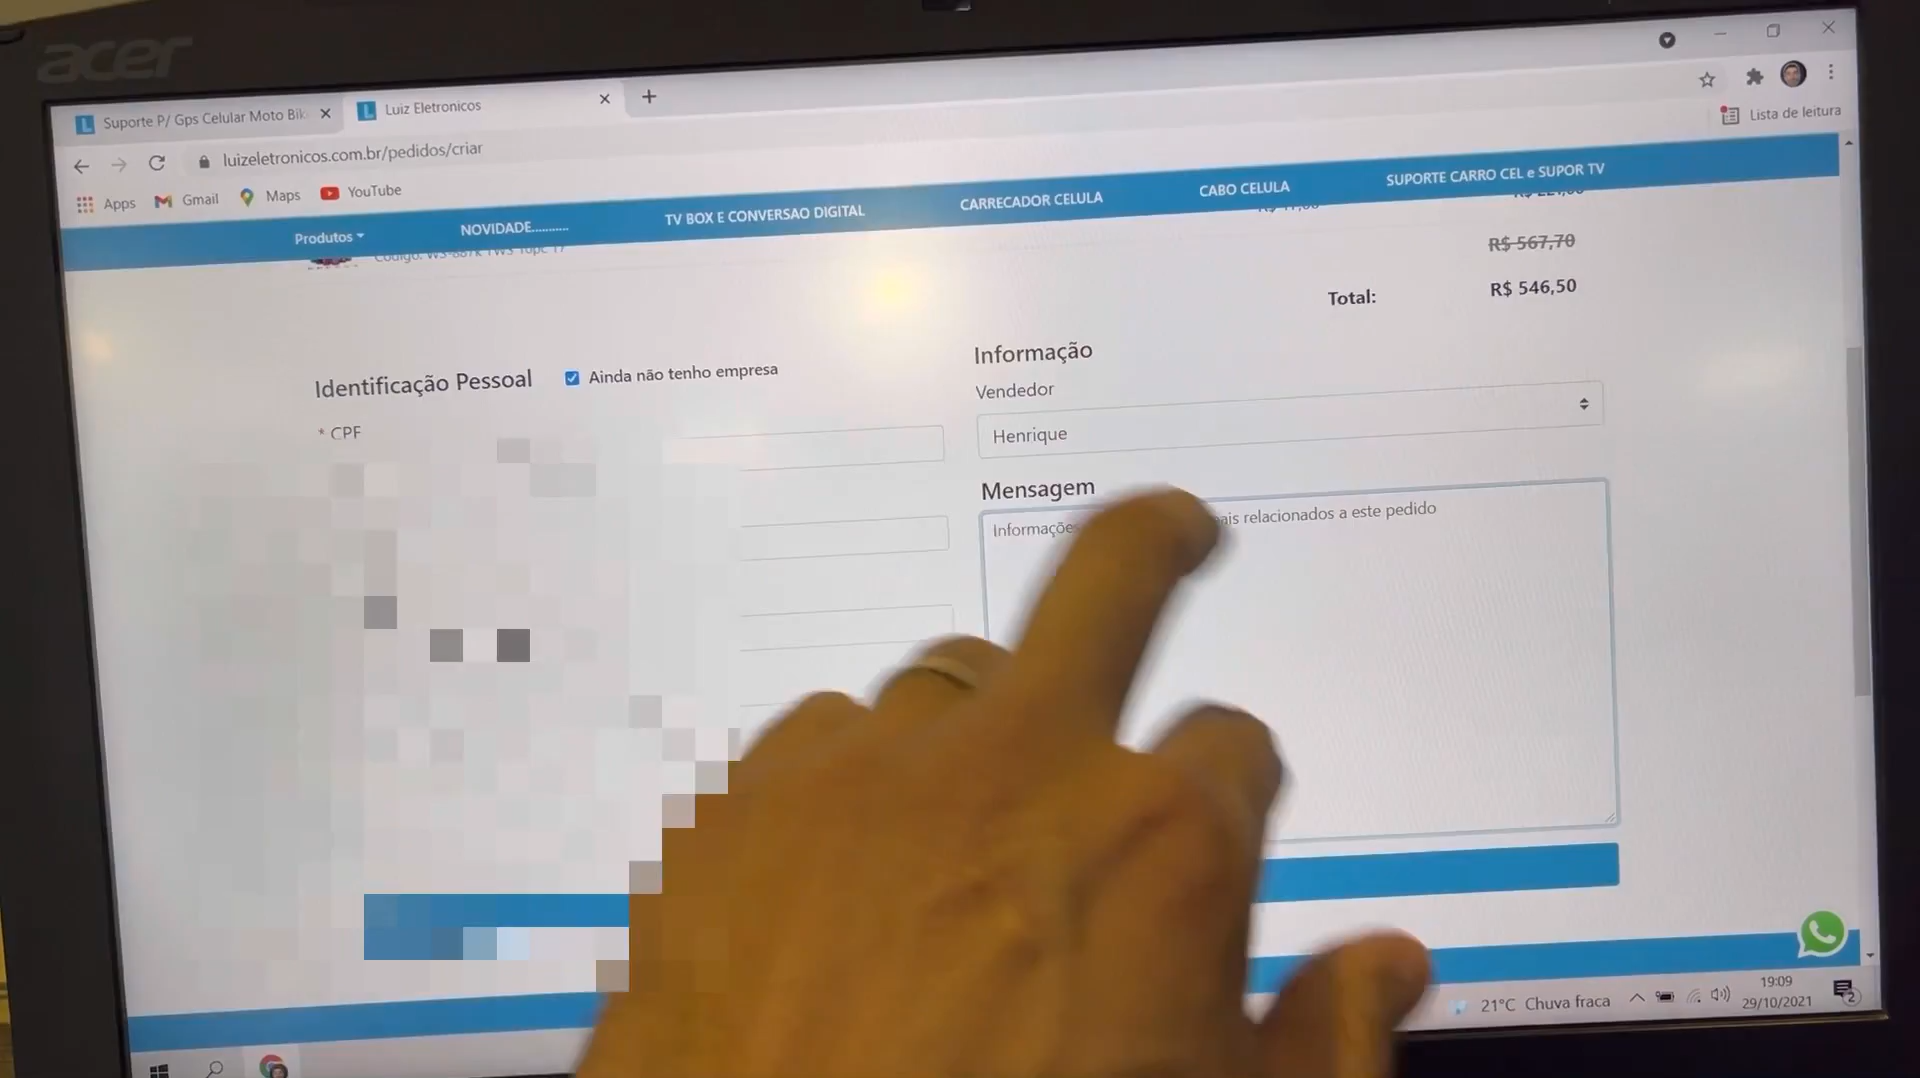 acer
Suporte P/ Gps Celular Moto Bik
Luiz Eletronicos
luizeletronicos.com.br/pedidos/criar
Lista de leitura
Apps
Gmail
Maps
YouTube
Produtos
NOVIDADE...........
TV BOX E CONVERSAO DIGITAL
CARRECADOR CELULA
CABO CELULA
SUPORTE CARRO CEL e SUPOR TV
R$ 567,70
Total:
R$ 546,50
Identificação Pessoal
Ainda não tenho empresa
* CPF
Informação
Vendedor
Henrique
Mensagem
Informações
relacionados a este pedido
21°C Chuva fraca
19:09
29/10/2021
2